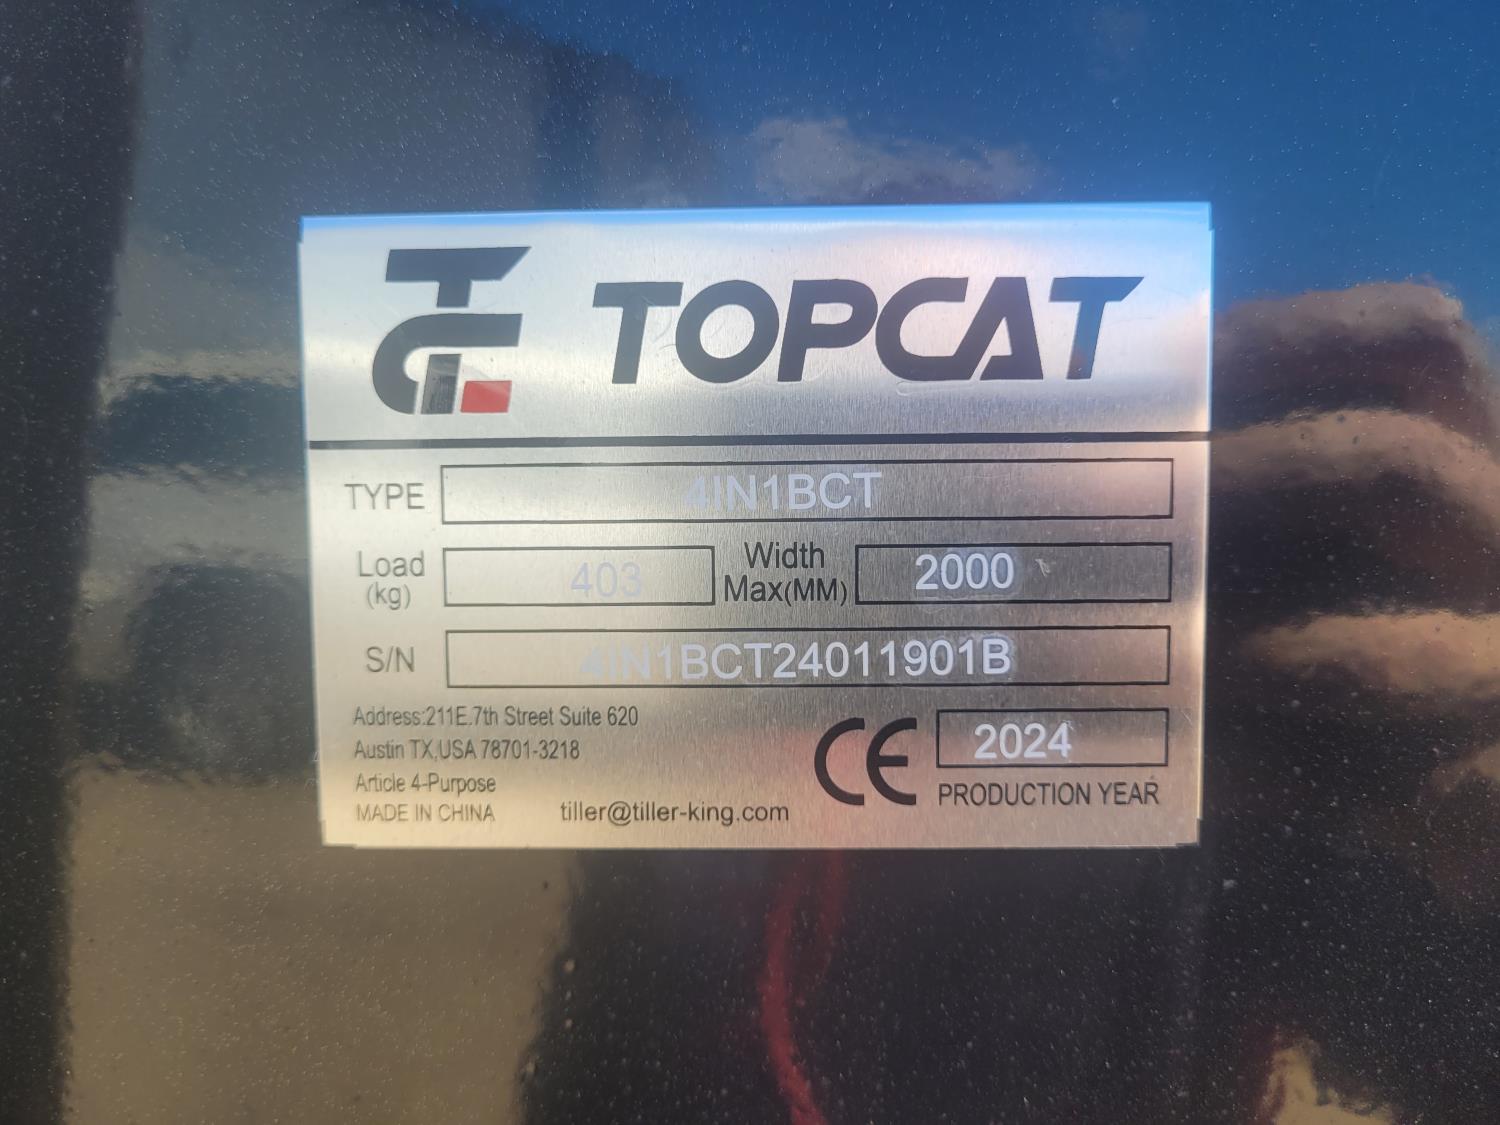 TOPCAT
TYPE 4IN1BCT
Load (kg) 403 Width Max(MM) 2000
S/N 4IN1BCT24011901B
Address:211E.7th Street Suite 620
Austin TX,USA 78701-3218
Article 4-Purpose
MADE IN CHINA
tiller@tiller-king.com
CE 2024
PRODUCTION YEAR